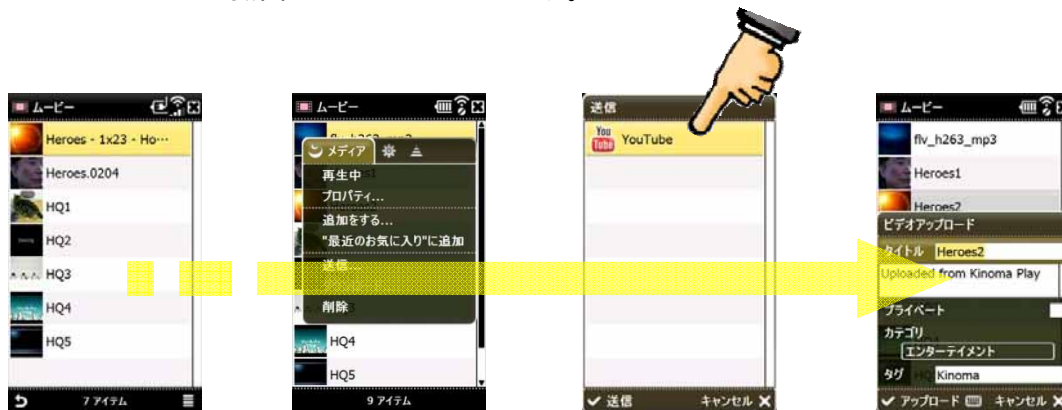 ムービー
Heroes - 1x23 - Ho…
Heroes.0204
HQ1
HQ2
HQ3
HQ4
HQ5
7 アイテム
ムービー
メディア
再生中
プロパティ...
追加をする...
"最近のお気に入り"に追加
送信...
削除
HQ4
HQ5
9 アイテム
送信
You Tube
YouTube
送信
キャンセル
ムービー
flv_h263_mp3
Heroes1
Heroes2
ビデオアップロード
タイトル Heroes2
Uploaded from Kinoma Play
プライベート
カテゴリ
エンターテイメント
タグ Kinoma
アップロード
キャンセル